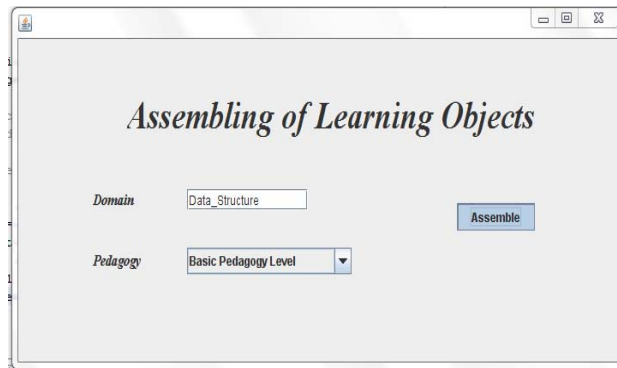 Assembling of Learning Objects
Domain
Data_Structure
Assemble
Pedagogy
Basic Pedagogy Level